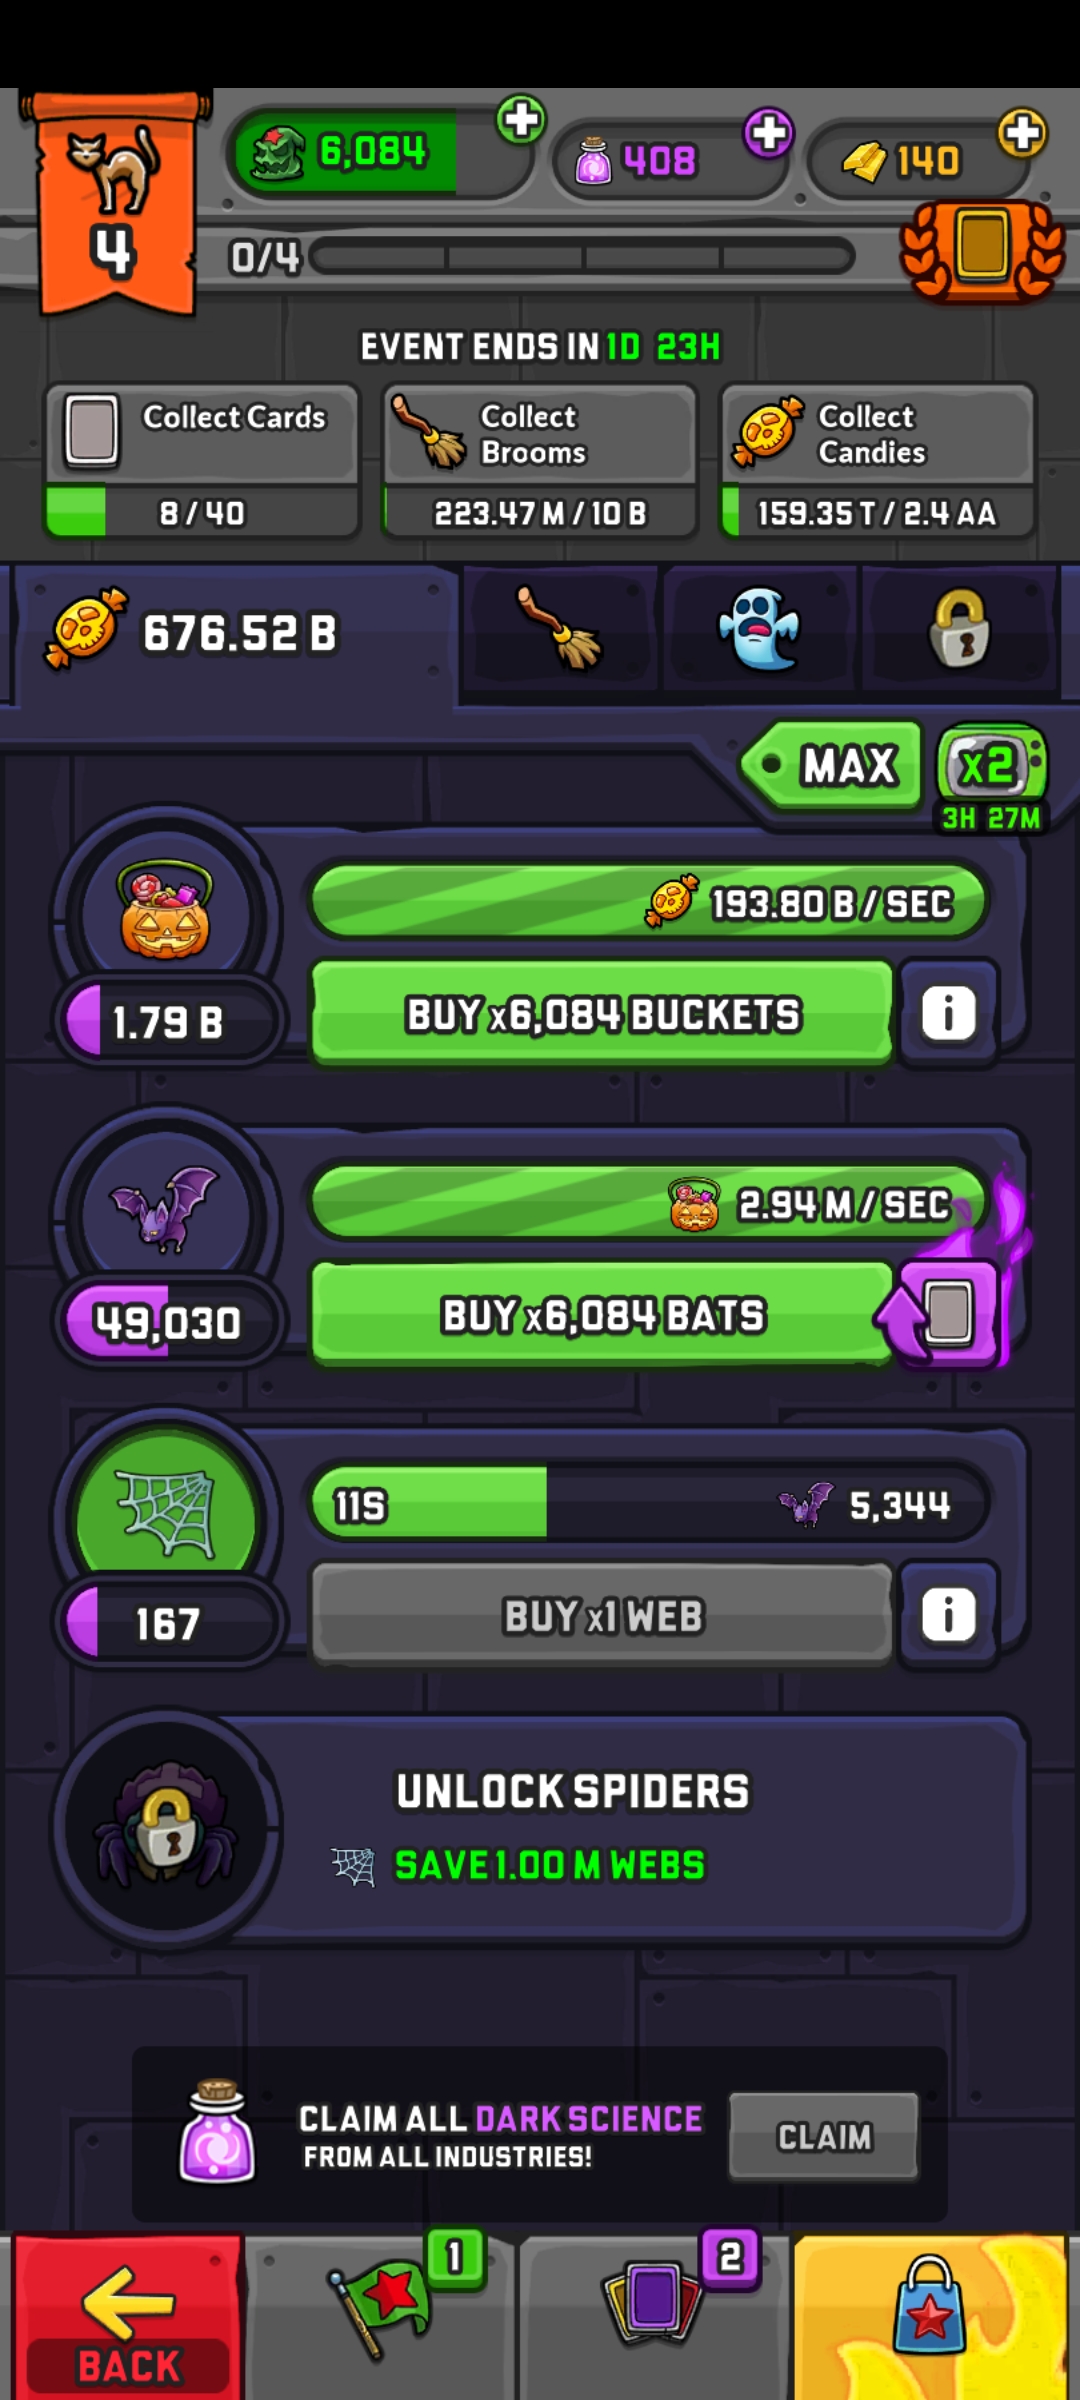 6,084
408
140
4
0/4
EVENT ENDS IN 1D 23H
Collect Cards
Collect
Brooms
Collect
Candies
8 / 40
223.47 M / 10 B
159.35 T / 2.4 AA
676.52 B
MAX
x2
3H 27M
193.80 B / SEC
1.79 B
BUY x6,084 BUCKETS
i
2.94 M / SEC
49,030
BUY x6,084 BATS
11S
5,344
167
BUY x1 WEB
i
UNLOCK SPIDERS
SAVE 1.00 M WEBS
CLAIM ALL DARK SCIENCE
FROM ALL INDUSTRIES!
CLAIM
1
2
BACK